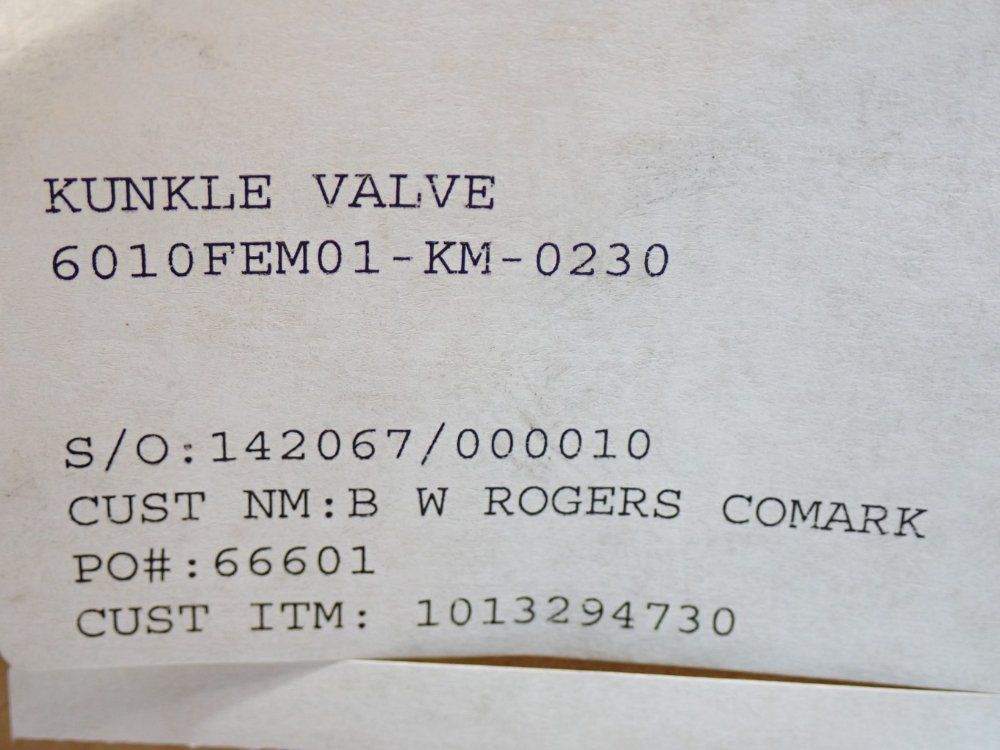 KUNKLE VALVE
6010FEM01-KM-0230
S/O:142067/000010
CUST NM:B W ROGERS COMARK
PO#:66601
CUST ITM: 1013294730